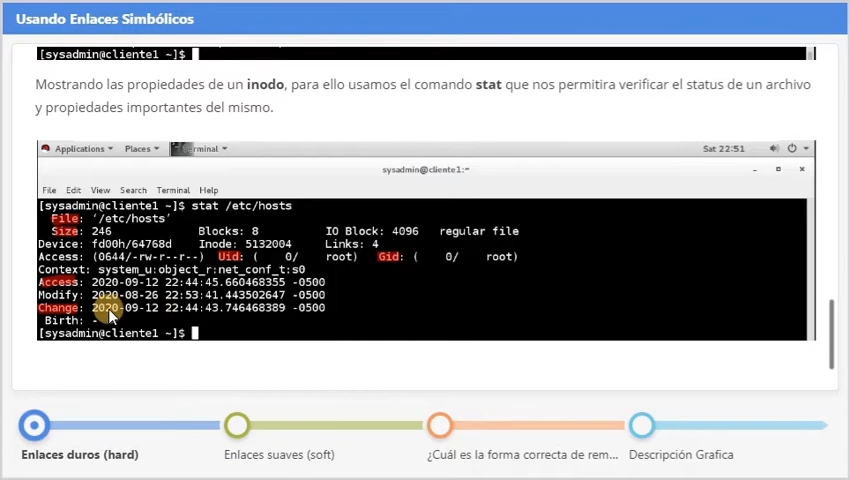 Usando Enlaces Simbólicos
[sysadmin@cliente1 ~]$
Mostrando las propiedades de un inodo, para ello usamos el comando stat que nos permitira verificar el status de un archivo
y propiedades importantes del mismo.
Applications Places Terminal Sat 22:51
sysadmin@cliente1:~
File Edit View Search Terminal Help
[sysadmin@cliente1 ~]$ stat /etc/hosts
File: ‘/etc/hosts’
Size: 246 Blocks: 8 IO Block: 4096 regular file
Device: fd00h/64768d Inode: 5132004 Links: 4
Access: (0644/-rw-r--r--) Uid: ( 0/ root) Gid: ( 0/ root)
Context: system_u:object_r:net_conf_t:s0
Access: 2020-09-12 22:44:45.660468355 -0500
Modify: 2020-08-26 22:53:41.443502647 -0500
Change: 2020-09-12 22:44:43.746468389 -0500
Birth: -
[sysadmin@cliente1 ~]$
Enlaces duros (hard) Enlaces suaves (soft) ¿Cuál es la forma correcta de rem... Descripción Grafica